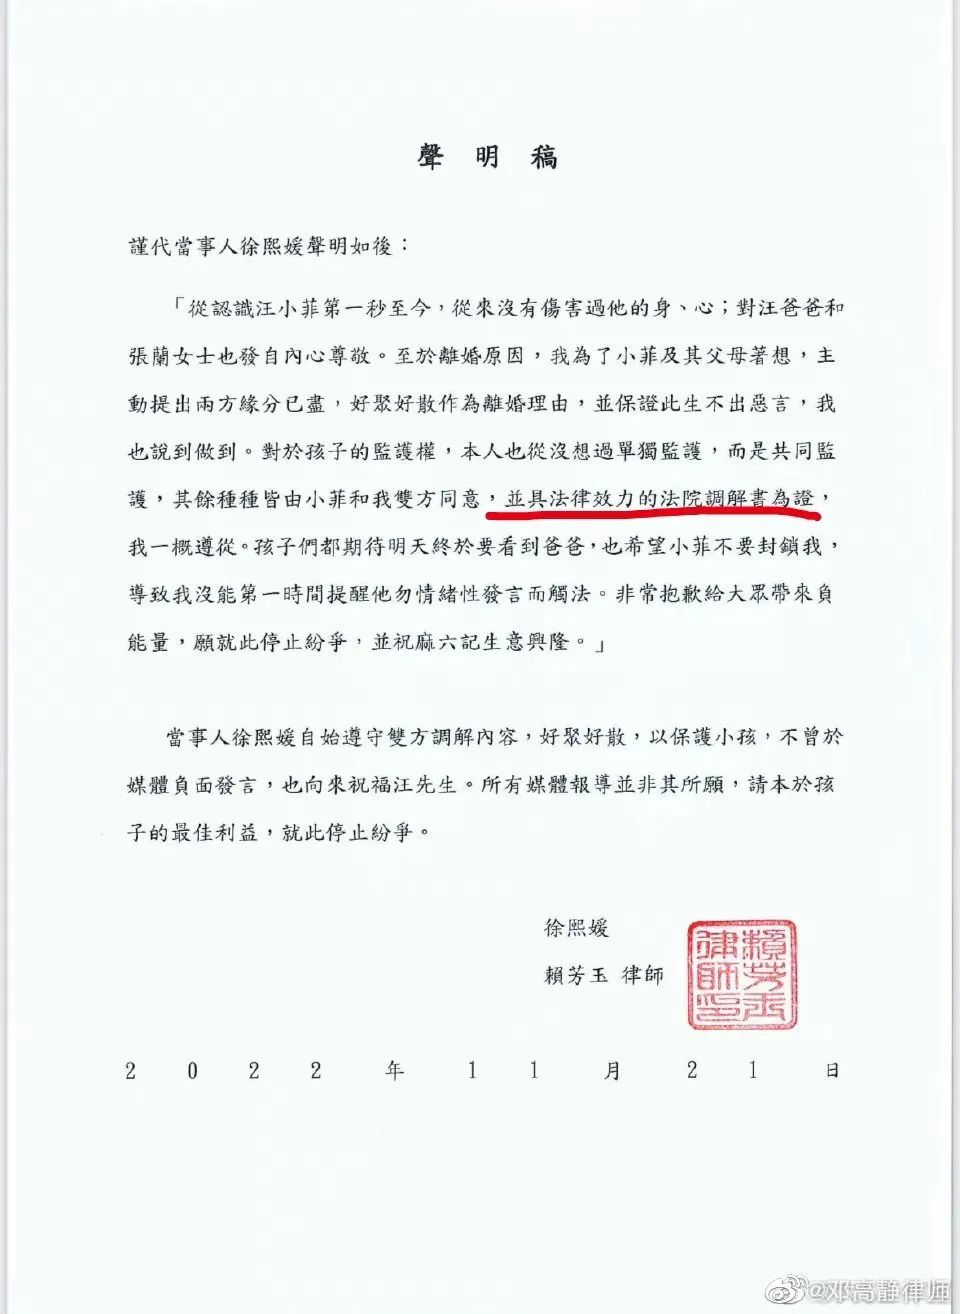 聲 明 稿
謹代當事人徐熙媛聲明如後：
「從認識汪小菲第一秒至今，從來沒有傷害過他的身、心；對汪爸爸和
張蘭女士也發自內心尊敬。至於離婚原因，我為了小菲及其父母著想，主
動提出兩方緣分已盡，好聚好散作為離婚理由，並保證此生不出惡言，我
也說到做到。對於孩子的監護權，本人也從沒想過單獨監護，而是共同監
護，其餘種種皆由小菲和我雙方同意，並具法律效力的法院調解書為證，
我一概遵從。孩子們都期待明天終於要看到爸爸，也希望小菲不要封鎖我，
導致我沒能第一時間提醒他勿情緒性發言而觸法。非常抱歉給大眾帶來負
能量，願就此停止紛爭，並祝麻六記生意興隆。」
當事人徐熙媛自始遵守雙方調解內容，好聚好散，以保護小孩，不曾於
媒體負面發言，也向來祝福汪先生。所有媒體報導並非其所願，請本於孩
子的最佳利益，就此停止紛爭。
徐熙媛
賴芳玉 律師
賴芳玉律師印
2 0 2 2 年 1 1 月 2 1 日
@邓高静律师